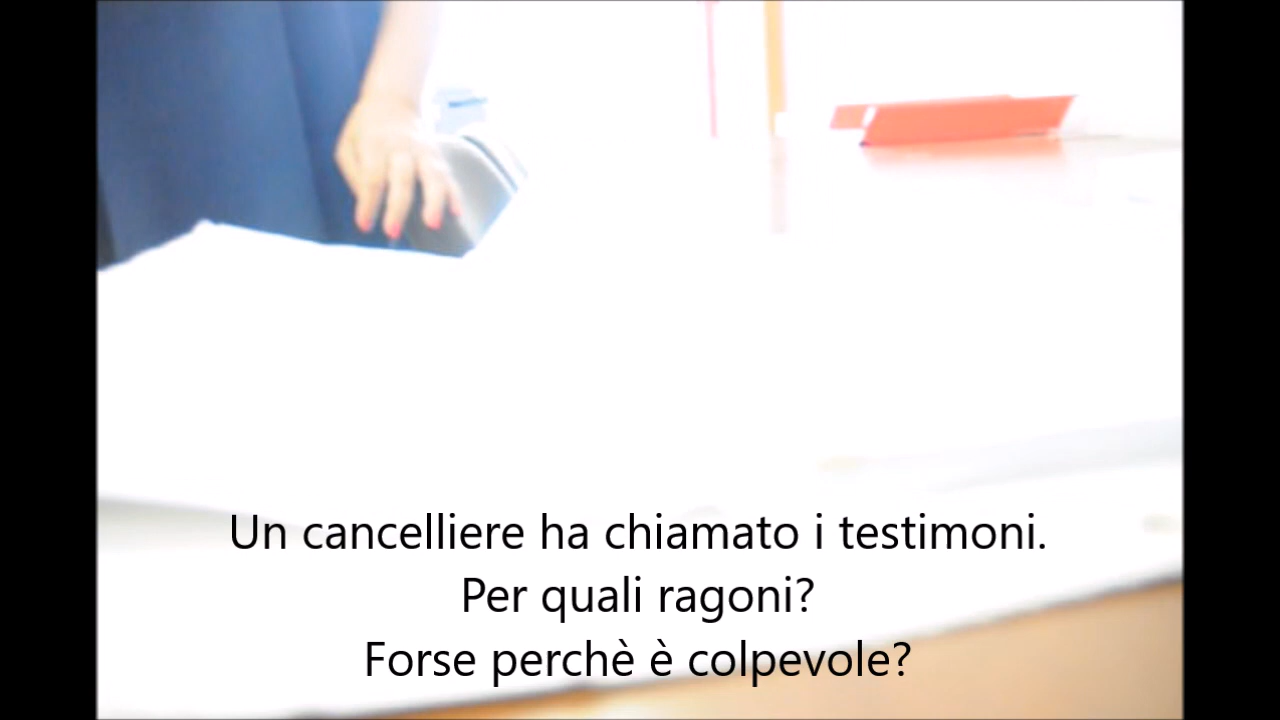 Un cancelliere ha chiamato i testimoni.
Per quali ragoni?
Forse perchè è colpevole?